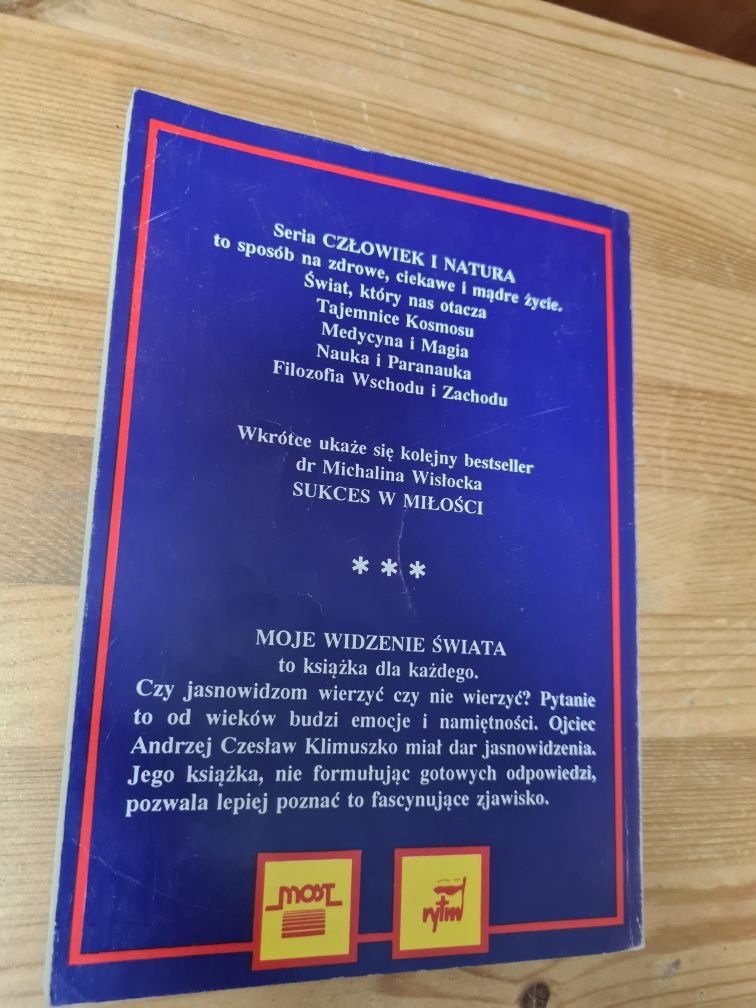 Seria CZŁOWIEK I NATURA
to sposób na zdrowe, ciekawe i mądre życie.
Świat, który nas otacza
Tajemnice Kosmosu
Medycyna i Magia
Nauka i Paranauka
Filozofia Wschodu i Zachodu
Wkrótce ukaże się kolejny bestseller
dr Michalina Wisłocka
SUKCES W MIŁOŚCI
* * *
MOJE WIDZENIE ŚWIATA
to książka dla każdego.
Czy jasnowidzom wierzyć czy nie wierzyć? Pytanie
to od wieków budzi emocje i namiętności. Ojciec
Andrzej Czesław Klimuszko miał dar jasnowidzenia.
Jego książka, nie formułując gotowych odpowiedzi,
pozwala lepiej poznać to fascynujące zjawisko.
MOST rytm